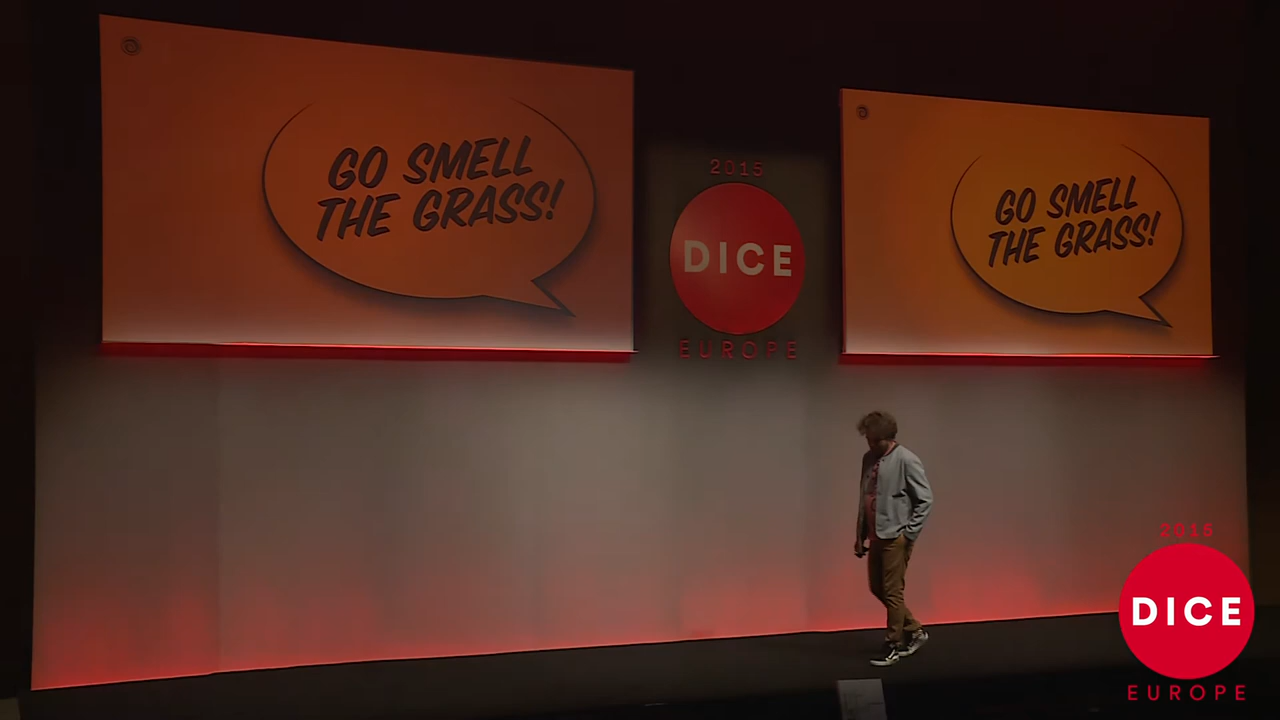 GO SMELL
THE GRASS!
2015
DICE
EUROPE
GO SMELL
THE GRASS!
2015
DICE
EUROPE